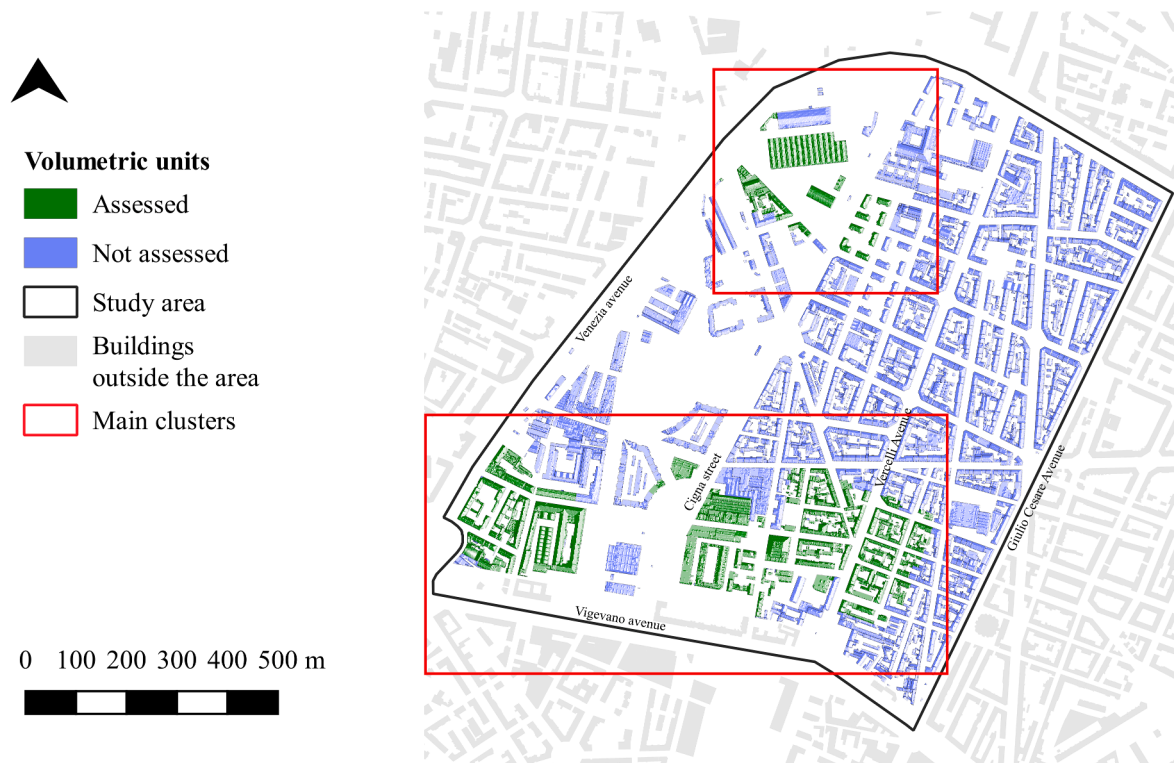 Volumetric units
Assessed
Not assessed
Study area
Buildings
outside the area
Main clusters
0 100 200 300 400 500 m
Venezia avenue
Vercelli Avenue
Cigna street
Giulio Cesare Avenue
Vigevano avenue